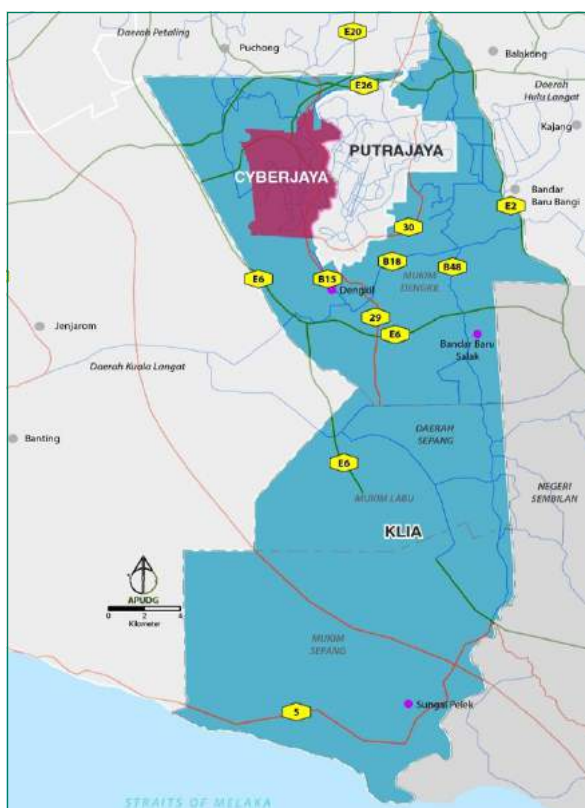 Daerah Petaling
E20
Puchong
Balakong
E26
Daerah
Hulu Langat
Kajang
PUTRAJAYA
CYBERJAYA
Bandar
Baru Bangi
E2
30
B18
B48
E6
B15
MUKIM
DENGKIL
Dengkil
29
E6
Jenjarom
Bandar Baru
Salak
Daerah Kuala Langat
DAERAH
SEPANG
Banting
E6
NEGERI
SEMBILAN
MUKIM LABU
KLIA
APUDG
0 2 4
Kilometer
MUKIM
SEPANG
Sungai Pelek
5
STRAITS OF MELAKA